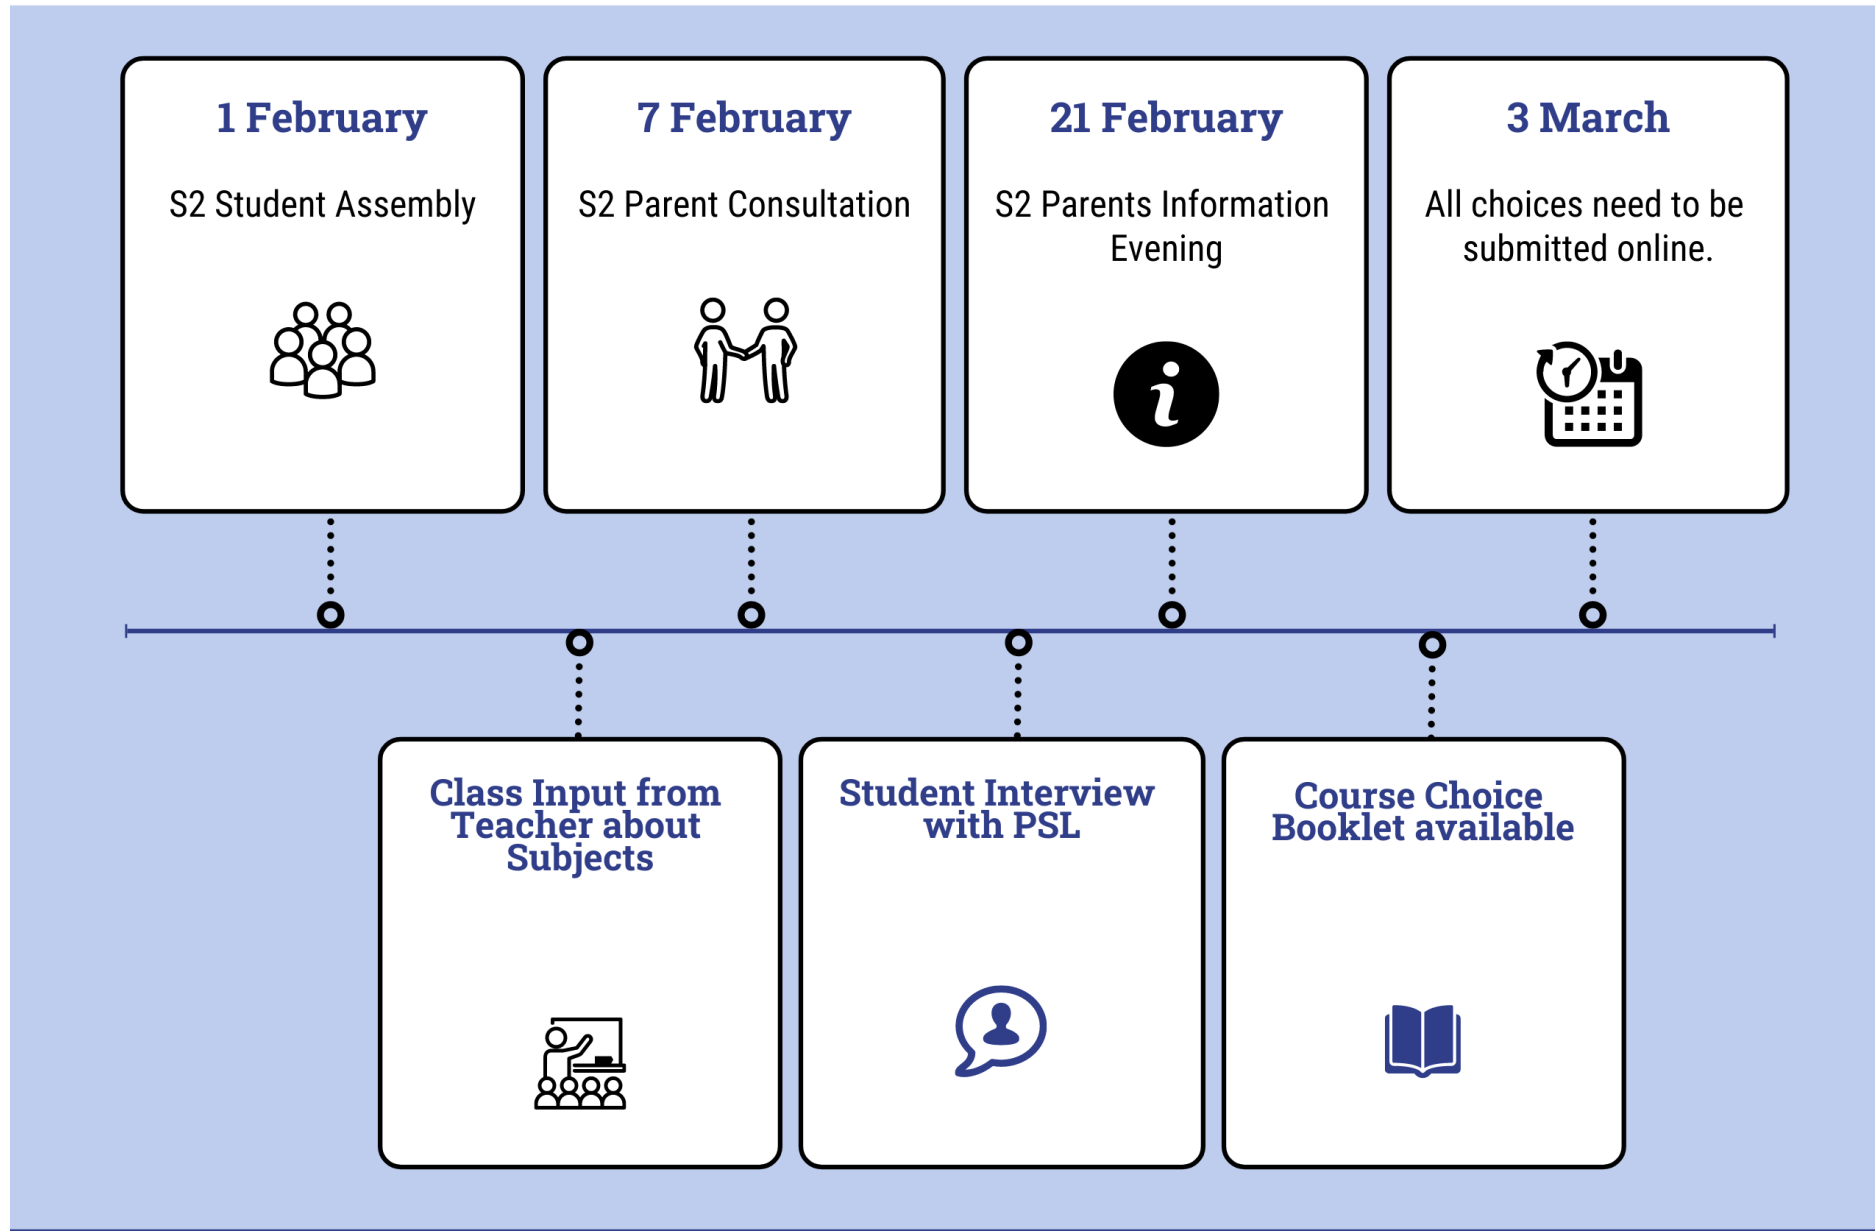 1 February
S2 Student Assembly
7 February
S2 Parent Consultation
21 February
S2 Parents Information
Evening
3 March
All choices need to be
submitted online.
Class Input from
Teacher about
Subjects
Student Interview
with PSL
Course Choice
Booklet available